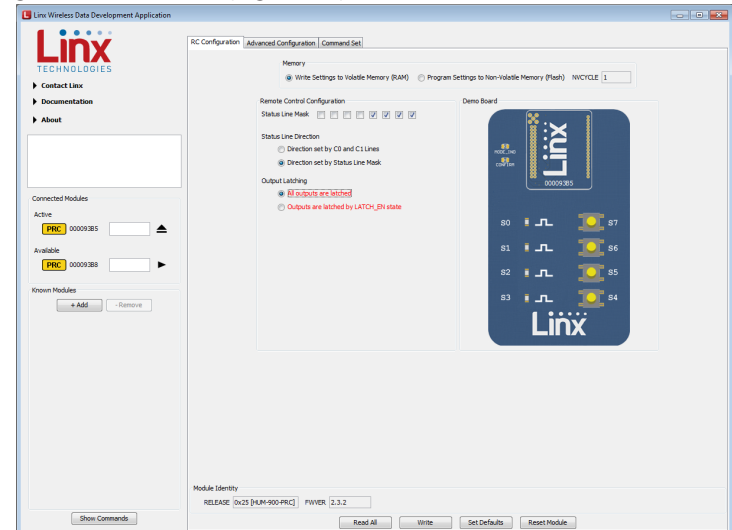 Linx Wireless Data Development Application
Linx
TECHNOLOGIES
Contact Linx
Documentation
About
Connected Modules
Active
PRC 000093B5
Available
PRC 000093B8
Known Modules
+ Add - Remove
Show Commands
RC Configuration Advanced Configuration Command Set
Memory
Write Settings to Volatile Memory (RAM) Program Settings to Non-Volatile Memory (Flash) NVCYCLE 1
Remote Control Configuration
Status Line Mask
Status Line Direction
Direction set by C0 and C1 Lines
Direction set by Status Line Mask
Output Latching
All outputs are latched
Outputs are latched by LATCH_EN state
Demo Board
Linx
MODE_IND
CONFIRM
000093B5
S0 S7
S1 S6
S2 S5
S3 S4
Linx
Module Identity
RELEASE 0x25 [HUM-900-PRC] FWVER 2.3.2
Read All Write Set Defaults Reset Module